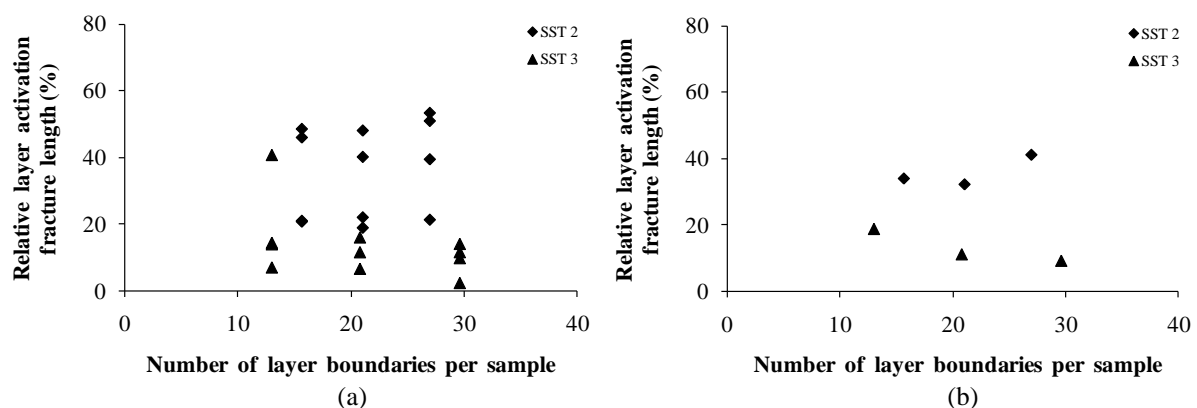 80
60
40
20
0
0 10 20 30 40
Relative layer activation
fracture length (%)
Number of layer boundaries per sample
SST 2
SST 3
(a)
80
60
40
20
0
0 10 20 30 40
Relative layer activation
fracture length (%)
Number of layer boundaries per sample
SST 2
SST 3
(b)